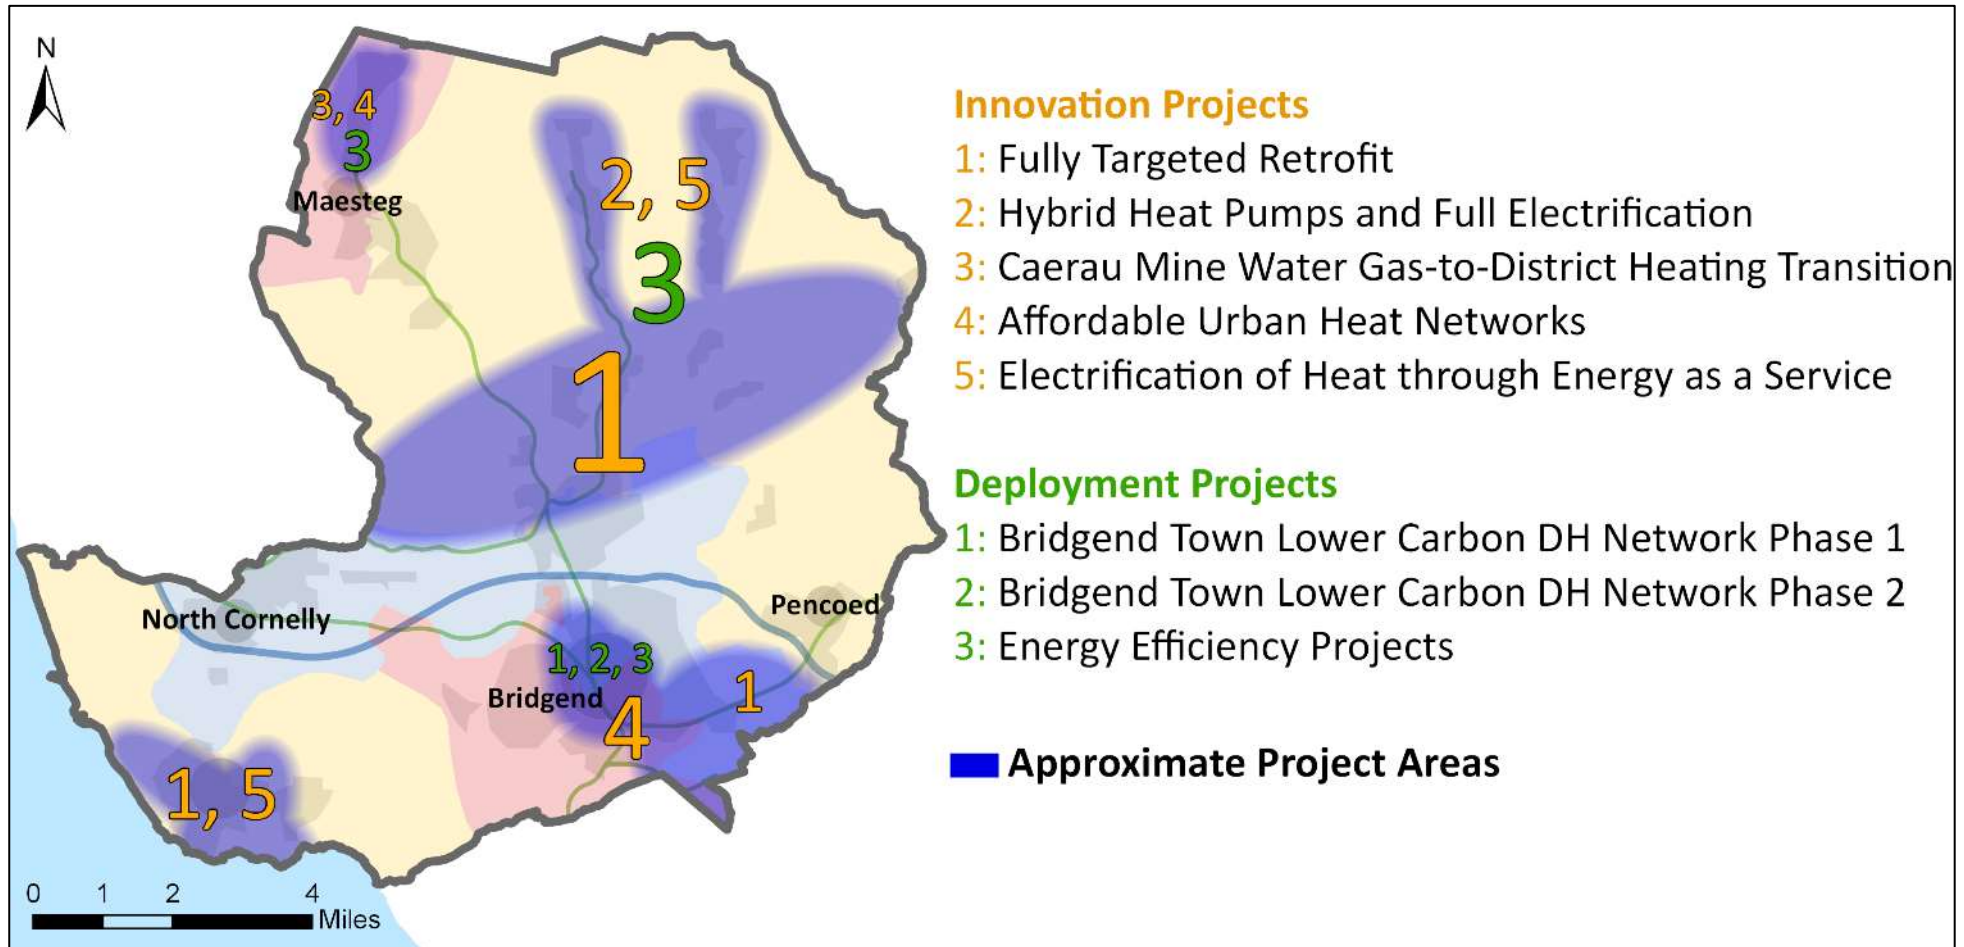 N
3, 4
3
Maesteg
2, 5
3
1
North Cornelly
Pencoed
1, 2, 3
Bridgend
4
1
1, 5
0 1 2 4
Miles
Innovation Projects
1: Fully Targeted Retrofit
2: Hybrid Heat Pumps and Full Electrification
3: Caerau Mine Water Gas-to-District Heating Transition
4: Affordable Urban Heat Networks
5: Electrification of Heat through Energy as a Service
Deployment Projects
1: Bridgend Town Lower Carbon DH Network Phase 1
2: Bridgend Town Lower Carbon DH Network Phase 2
3: Energy Efficiency Projects
Approximate Project Areas